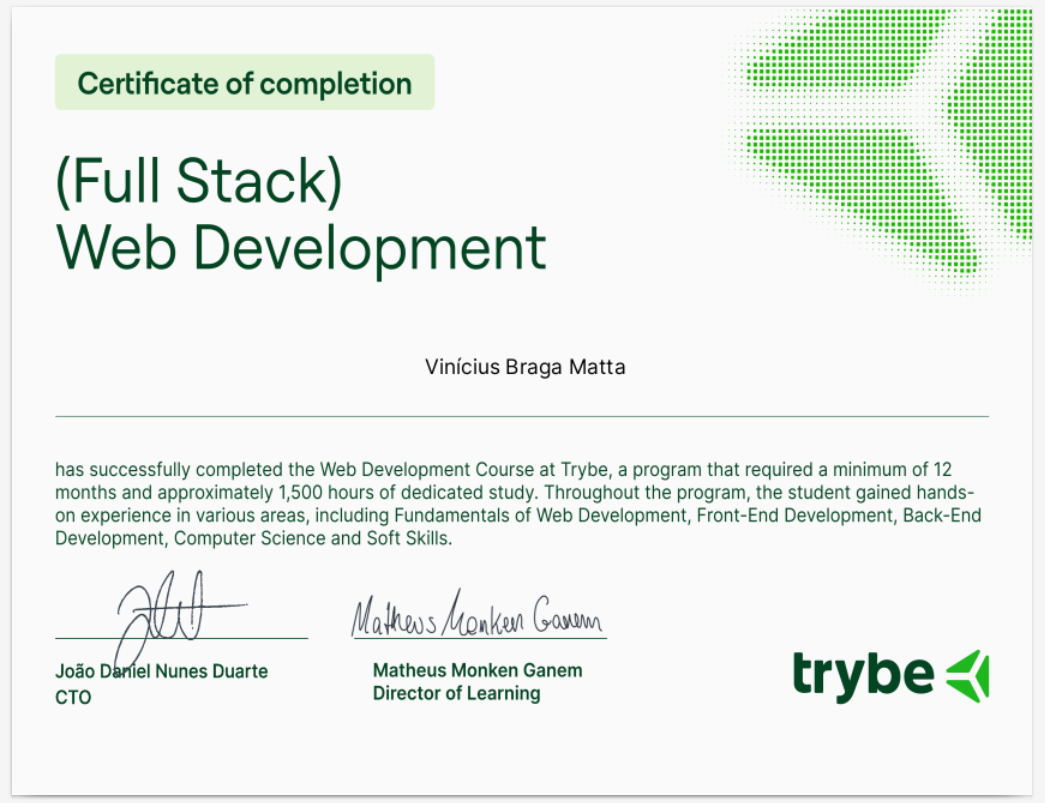 Certificate of completion
(Full Stack)
Web Development
Vinícius Braga Matta
has successfully completed the Web Development Course at Trybe, a program that required a minimum of 12
months and approximately 1,500 hours of dedicated study. Throughout the program, the student gained hands-
on experience in various areas, including Fundamentals of Web Development, Front-End Development, Back-End
Development, Computer Science and Soft Skills.
Matheus Monken Ganem
João Daniel Nunes Duarte
CTO
Matheus Monken Ganem
Director of Learning
trybe